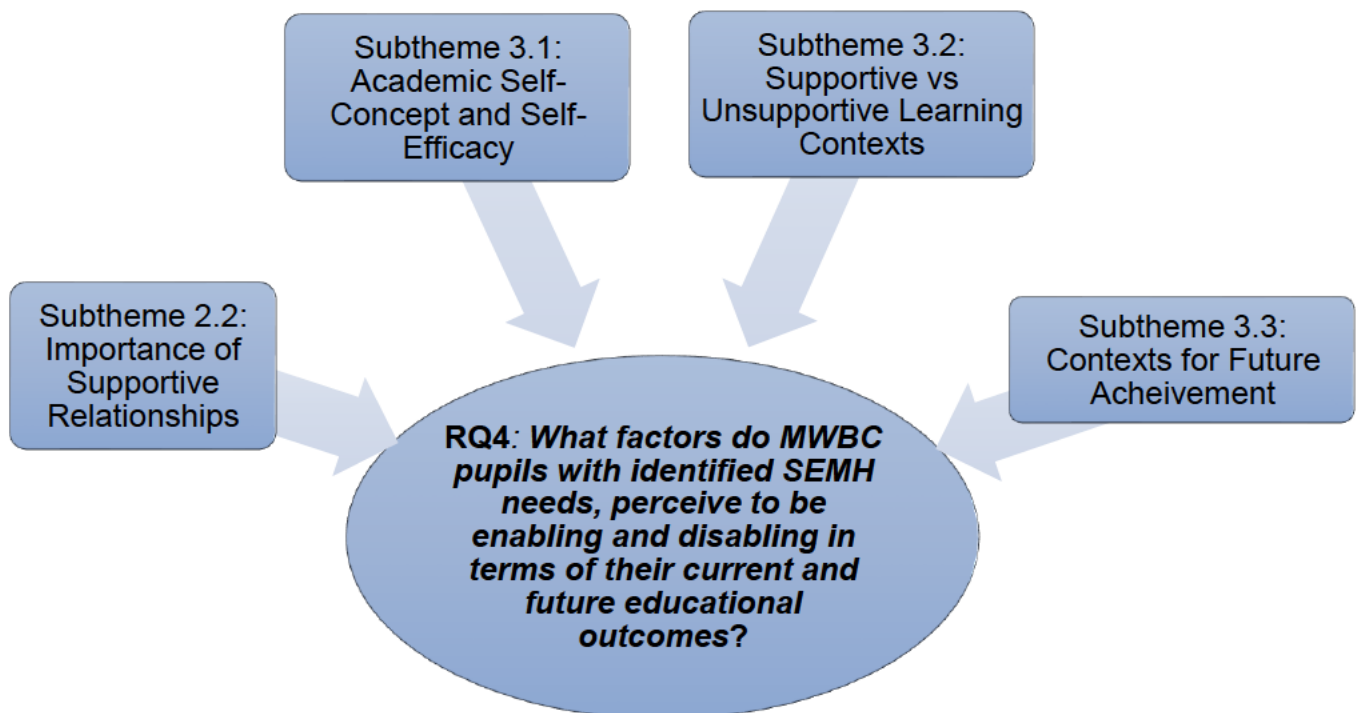 Subtheme 3.1:
Academic Self-
Concept and Self-
Efficacy
Subtheme 3.2:
Supportive vs
Unsupportive Learning
Contexts
Subtheme 2.2:
Importance of
Supportive
Relationships
Subtheme 3.3:
Contexts for Future
Acheivement
RQ4: What factors do MWBC
pupils with identified SEMH
needs, perceive to be
enabling and disabling in
terms of their current and
future educational
outcomes?